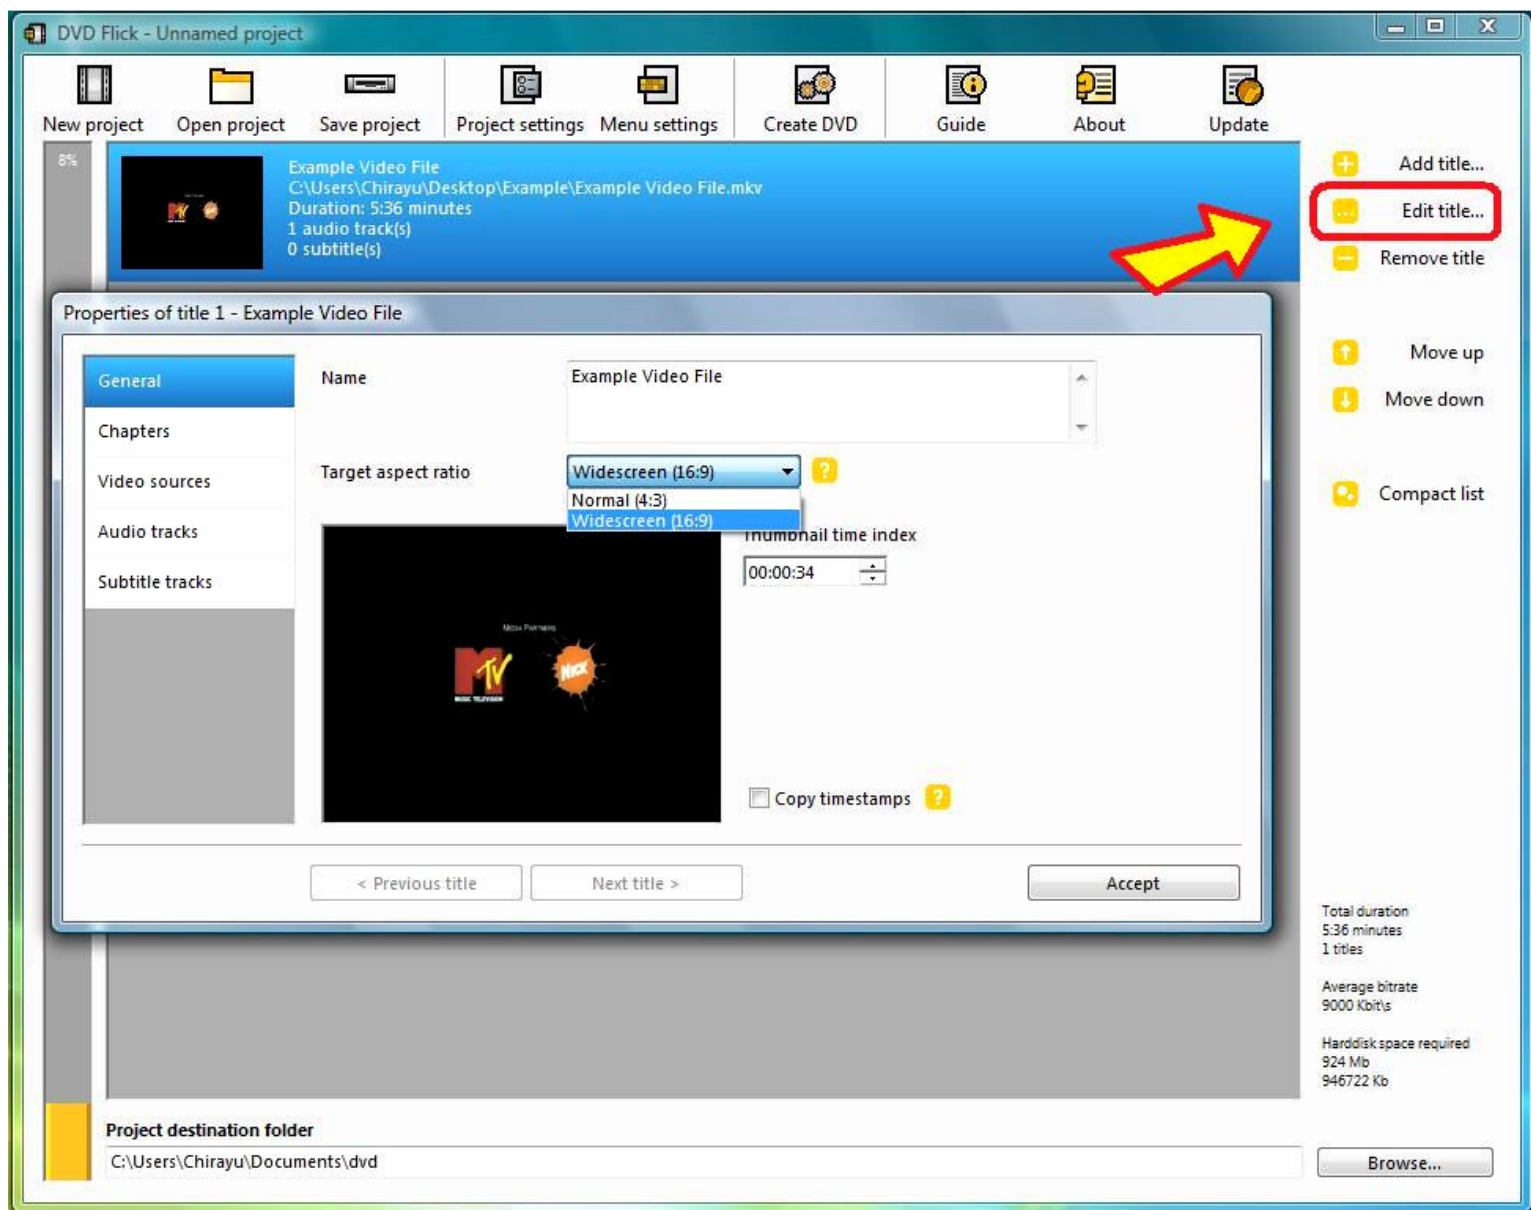 DVD Flick - Unnamed project
New project
Open project
Save project
Project settings
Menu settings
Create DVD
Guide
About
Update
8%
Example Video File
C:\Users\Chirayu\Desktop\Example\Example Video File.mkv
Duration: 5:36 minutes
1 audio track(s)
0 subtitle(s)
Add title...
Edit title...
Remove title
Move up
Move down
Compact list
Properties of title 1 - Example Video File
General
Chapters
Video sources
Audio tracks
Subtitle tracks
Name
Example Video File
Target aspect ratio
Widescreen (16:9)
Normal (4:3)
Widescreen (16:9)
Thumbnail time index
00:00:34
Media Partners
MTV
MUSIC TELEVISION
NICK
Copy timestamps
< Previous title
Next title >
Accept
Total duration
5:36 minutes
1 titles
Average bitrate
9000 Kbit\s
Harddisk space required
924 Mb
946722 Kb
Project destination folder
C:\Users\Chirayu\Documents\dvd
Browse...